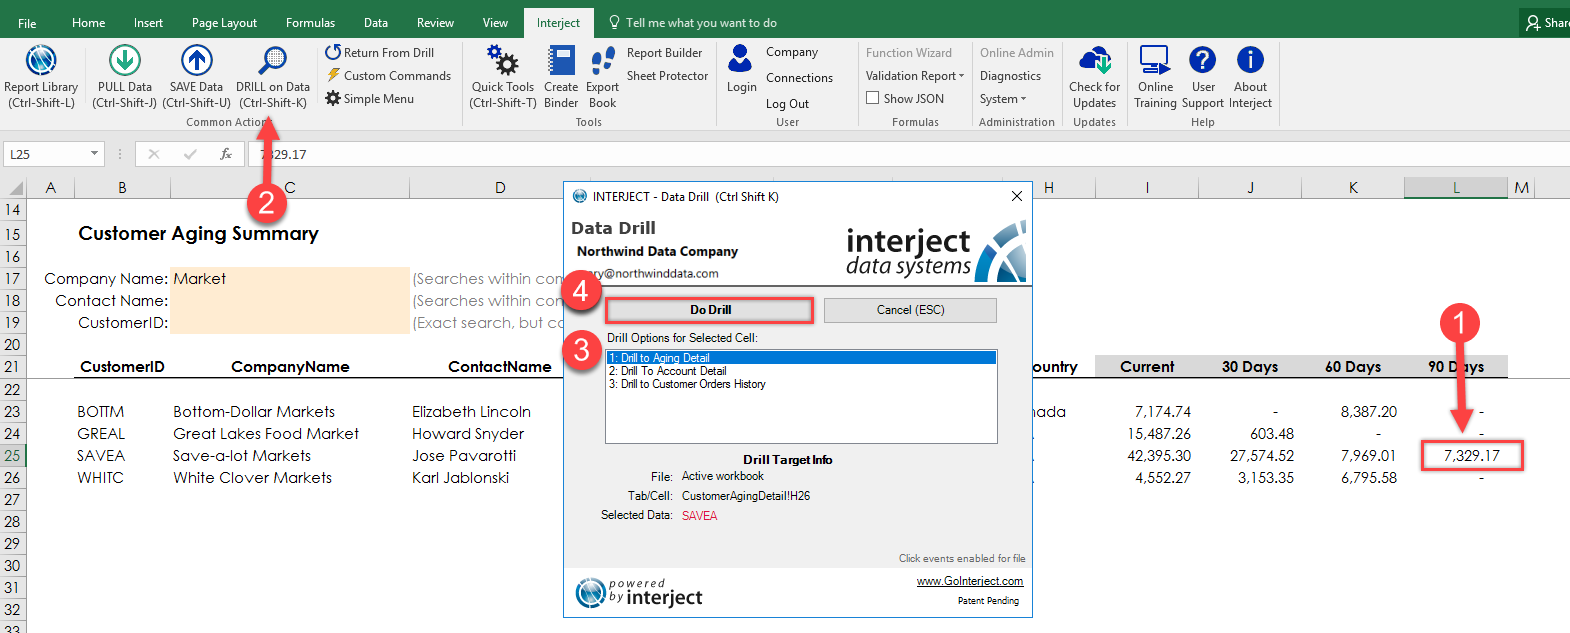 File Home Insert Page Layout Formulas Data Review View Interject Tell me what you want to do
Report Library
(Ctrl-Shift-L)
PULL Data
(Ctrl-Shift-J)
SAVE Data
(Ctrl-Shift-U)
DRILL on Data
(Ctrl-Shift-K)
Return From Drill
Custom Commands
Simple Menu
Common Actions
Quick Tools
(Ctrl-Shift-T)
Create
Binder
Export
Book
Report Builder
Sheet Protector
Tools
Login
Company
Connections
Log Out
User
Function Wizard
Validation Report
Show JSON
Formulas
Online Admin
Diagnostics
System
Administration
Check for
Updates
Updates
Online
Training
User
Support
About
Interject
Help
L25 fx 7329.17
A B C D H I J K L M
14
15 Customer Aging Summary
16
17 Company Name: Market (Searches within
18 Contact Name: (Searches within
19 CustomerID: (Exact search, but
20
21 CustomerID CompanyName ContactName Current 30 Days 60 Days 90 Days
22
23 BOTTM Bottom-Dollar Markets Elizabeth Lincoln 7,174.74 - 8,387.20 -
24 GREAL Great Lakes Food Market Howard Snyder 15,487.26 603.48 - -
25 SAVEA Save-a-lot Markets Jose Pavarotti 42,395.30 27,574.52 7,969.01 7,329.17
26 WHITC White Clover Markets Karl Jablonski 4,552.27 3,153.35 6,795.58 -
27
28
29
30
31
32
33
INTERJECT - Data Drill (Ctrl Shift K)
Data Drill
Northwind Data Company
ry@northwinddata.com
interject
data systems
Do Drill Cancel (ESC)
Drill Options for Selected Cell:
1: Drill to Aging Detail
2: Drill To Account Detail
3: Drill to Customer Orders History
Drill Target Info
File: Active workbook
Tab/Cell: CustomerAgingDetail!H26
Selected Data: SAVEA
Click events enabled for file
powered
by interject
www.GoInterject.com
Patent Pending
1
2
3
4